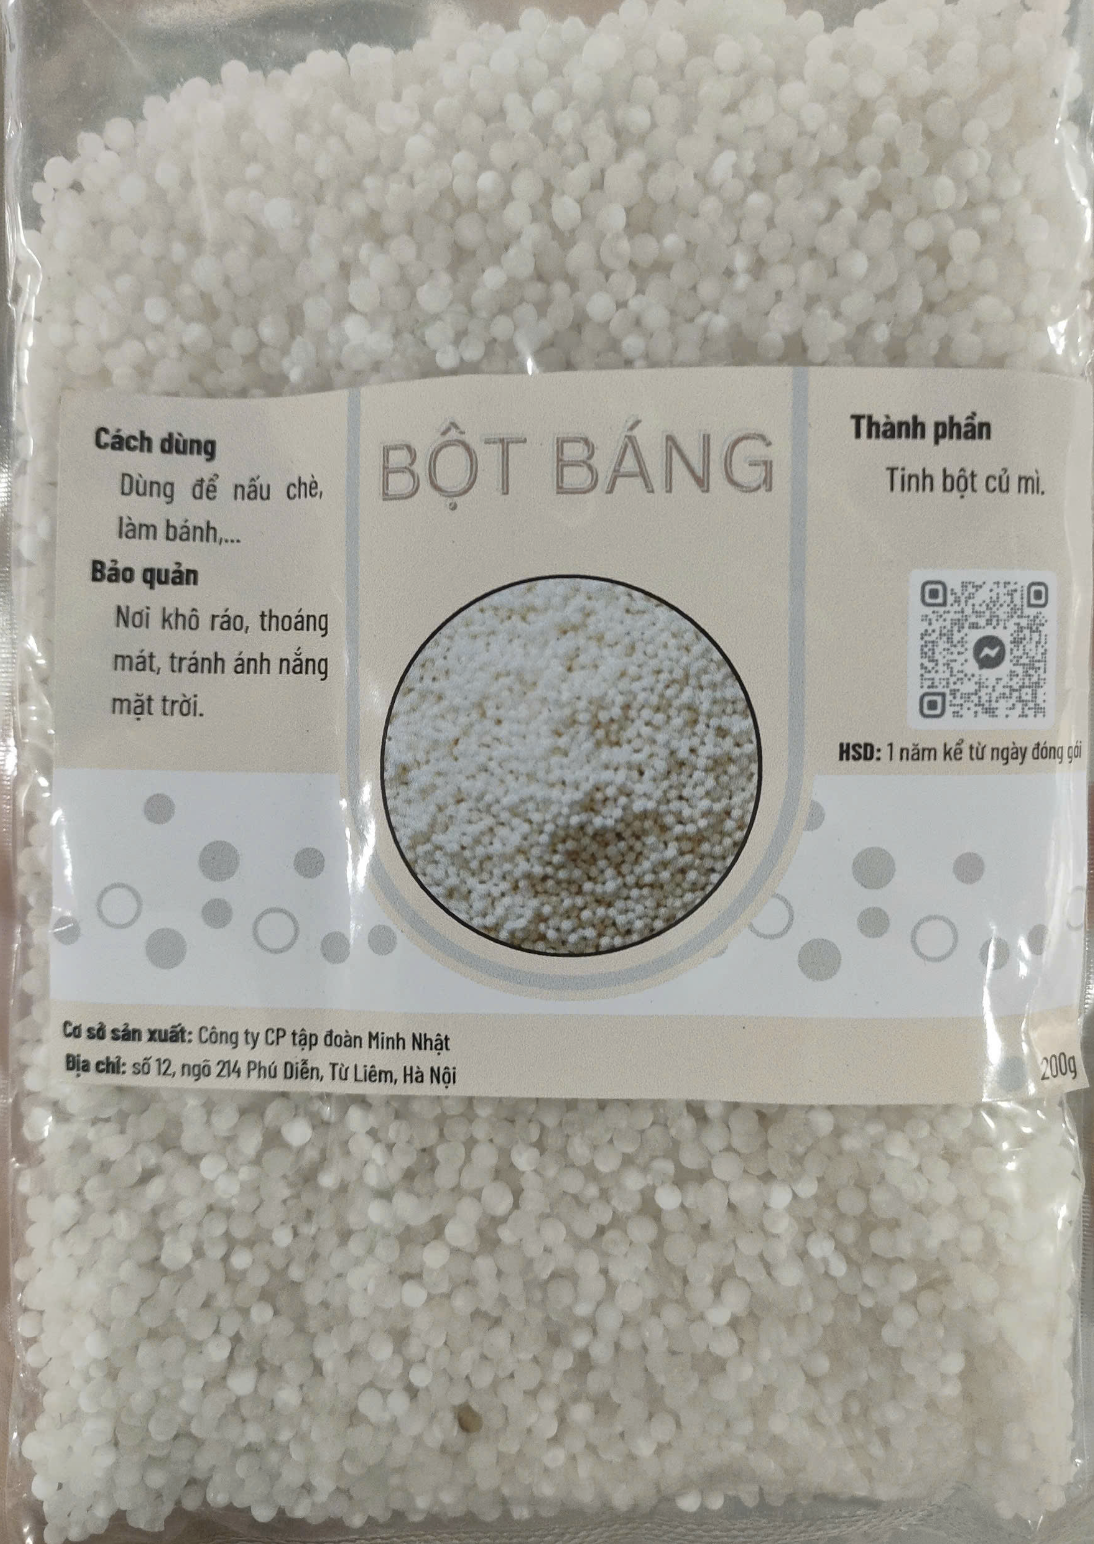 BỘT BÁNG
Cách dùng
Dùng để nấu chè,
làm bánh,...
Bảo quản
Nơi khô ráo, thoáng
mát, tránh ánh nắng
mặt trời.
Thành phần
Tinh bột củ mì.
HSD: 1 năm kể từ ngày đóng gói
Cơ sở sản xuất: Công ty CP tập đoàn Minh Nhật
Địa chỉ: số 12, ngõ 214 Phú Diễn, Từ Liêm, Hà Nội
200g